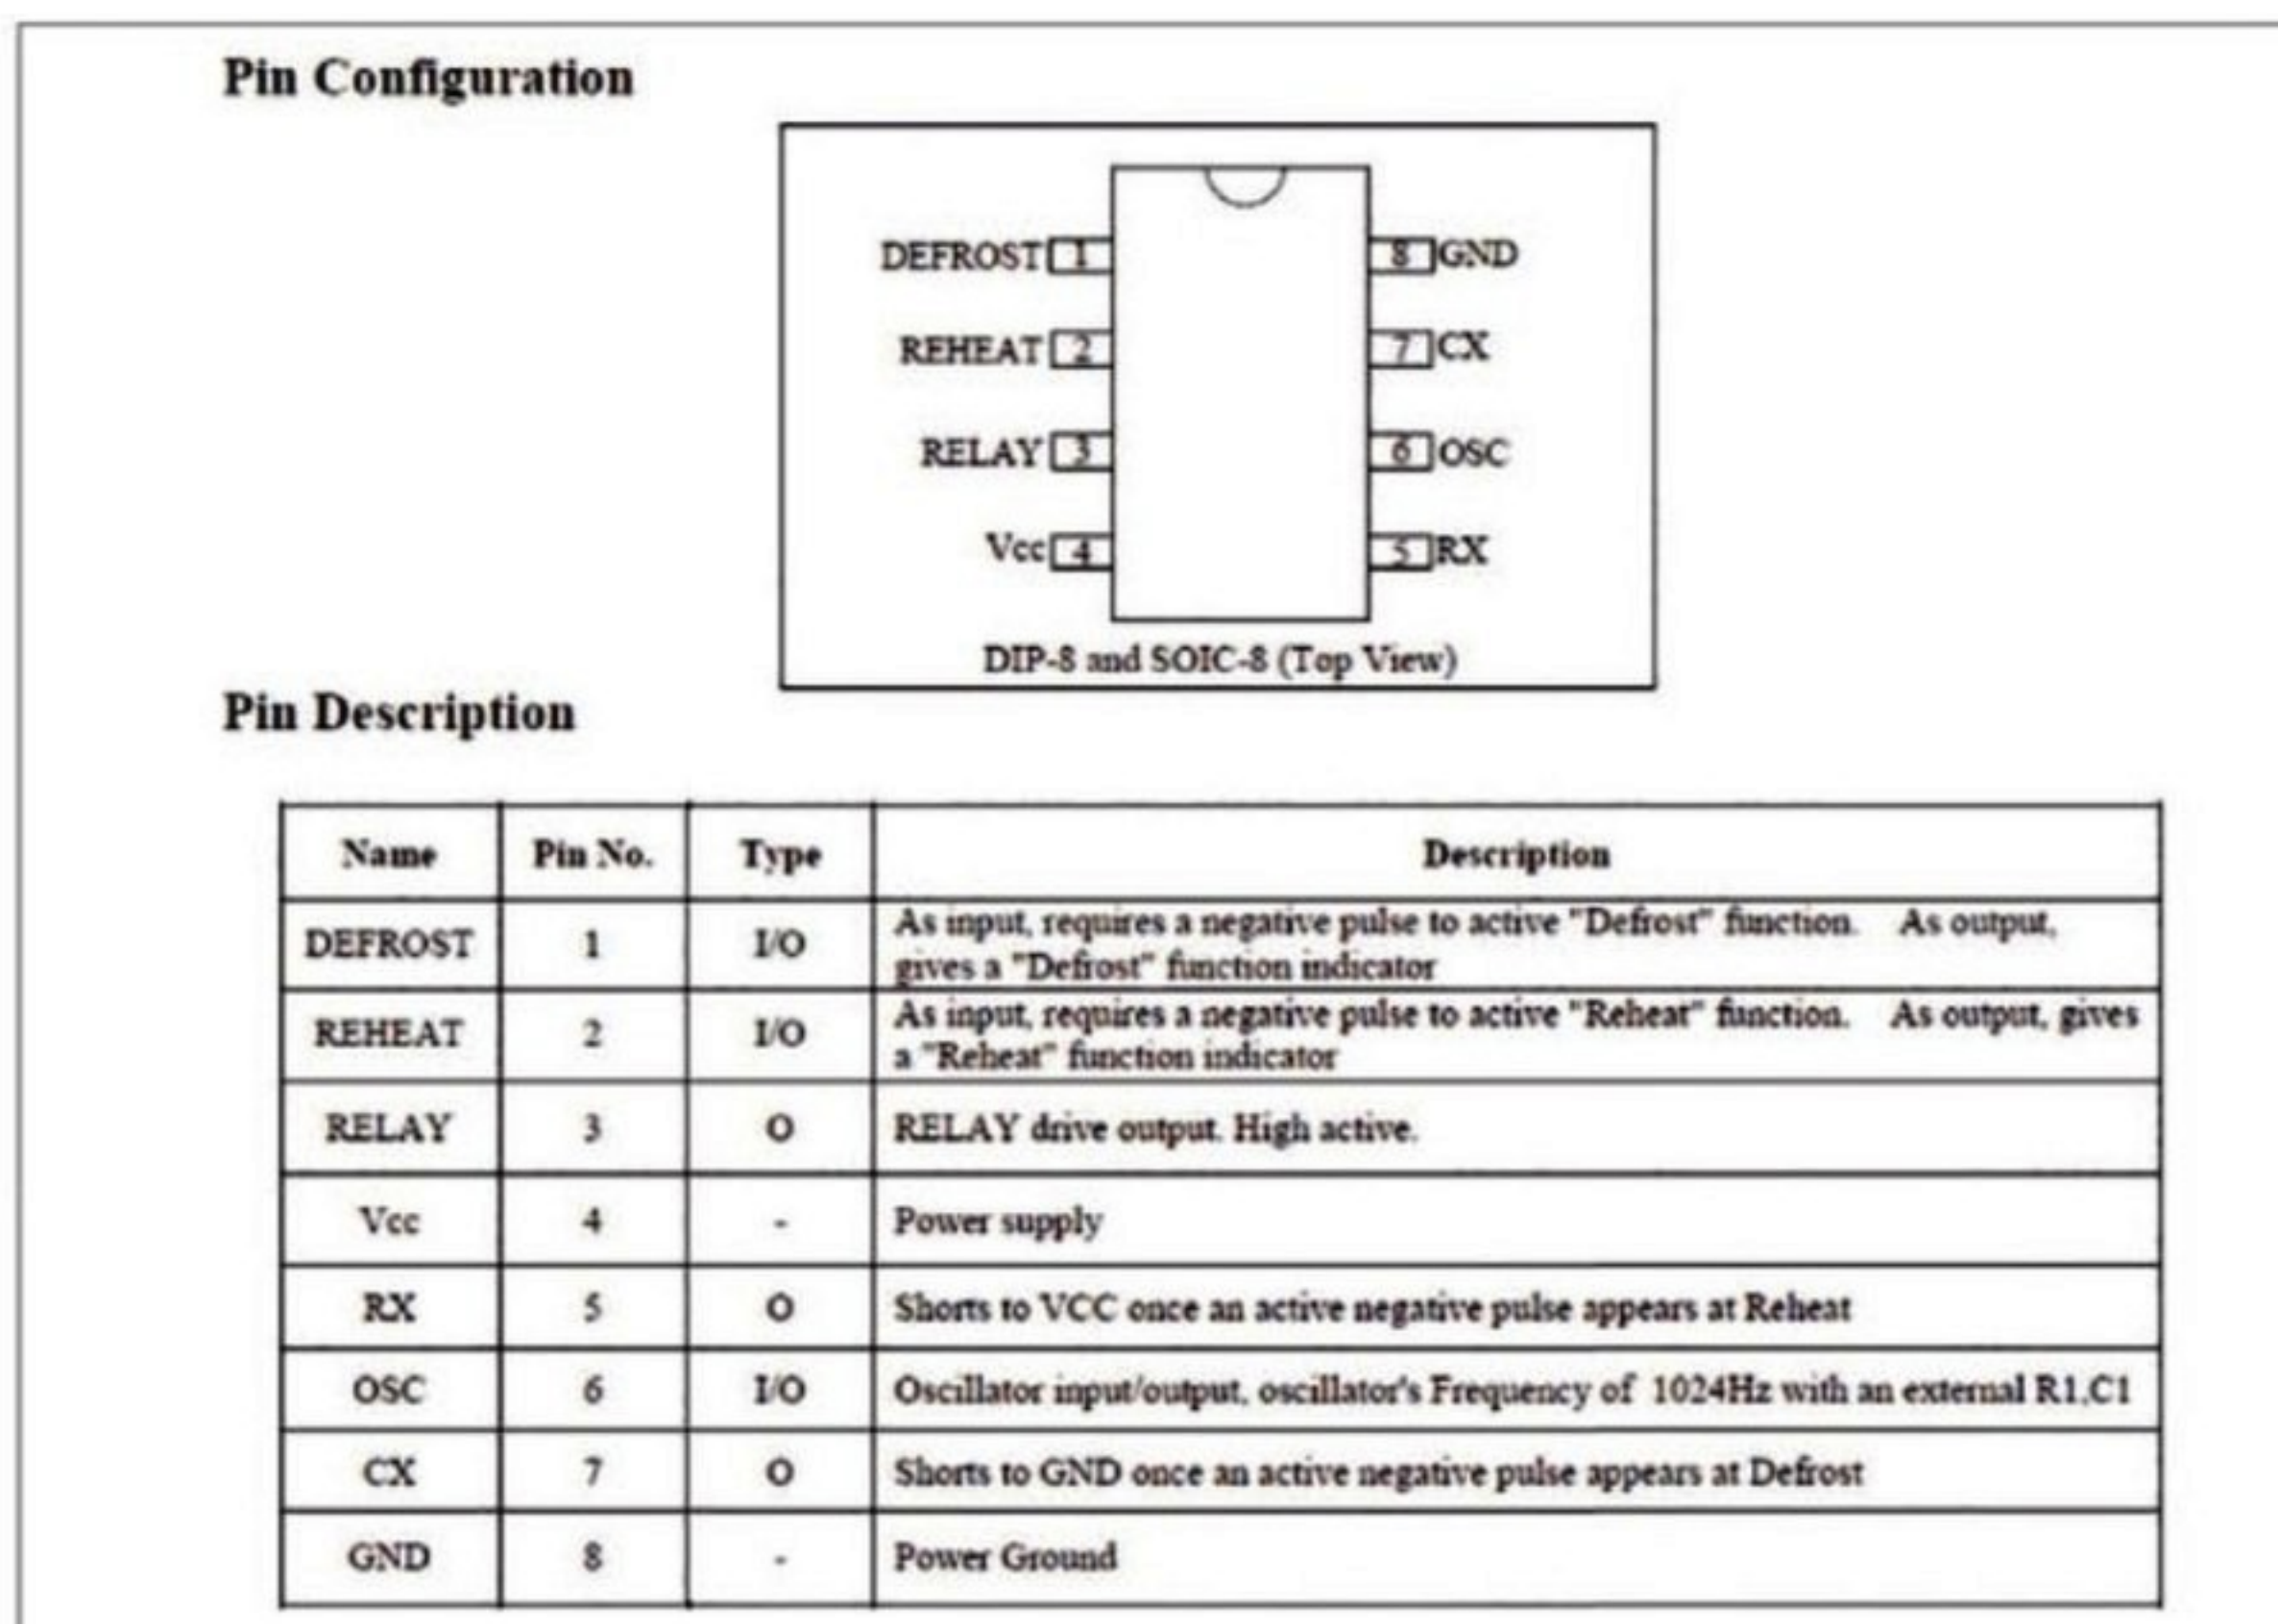 Pin Configuration
DEFROST 1 8 GND
REHEAT 2 7 CX
RELAY 3 6 OSC
Vcc 4 5 RX
DIP-8 and SOIC-8 (Top View)
Pin Description
Name Pin No. Type Description
DEFROST 1 I/O As input, requires a negative pulse to active "Defrost" function. As output,
gives a "Defrost" function indicator
REHEAT 2 I/O As input, requires a negative pulse to active "Reheat" function. As output, gives
a "Reheat" function indicator
RELAY 3 O RELAY drive output. High active.
Vcc 4 - Power supply
RX 5 O Shorts to VCC once an active negative pulse appears at Reheat
OSC 6 I/O Oscillator input/output, oscillator's Frequency of 1024Hz with an external R1,C1
CX 7 O Shorts to GND once an active negative pulse appears at Defrost
GND 8 - Power Ground